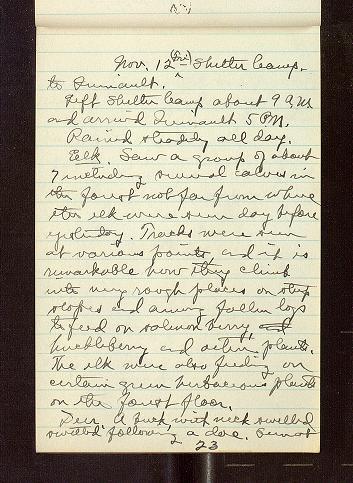 Nov. 12 (Fri) Shelter Camp.
to Quinault.
Left Shelter Camp about 9 A.M.
and arrived Quinault 5 P.M.
Rained steadily all day.
Elk. Saw a group of about
7 including several calves in
the forest not far from where
the elk were seen day before
yesterday. Tracks were seen
at various points, and it is
remarkable how they climb
into very rough places on steep
slopes and among fallen logs
to feed on salmon berry, and
huckleberry and other plants.
The elk were also feeding on
certain green herbaceous plants
on the forest floor.
Deer. A buck with neck swelled
swelled following a doe.
23